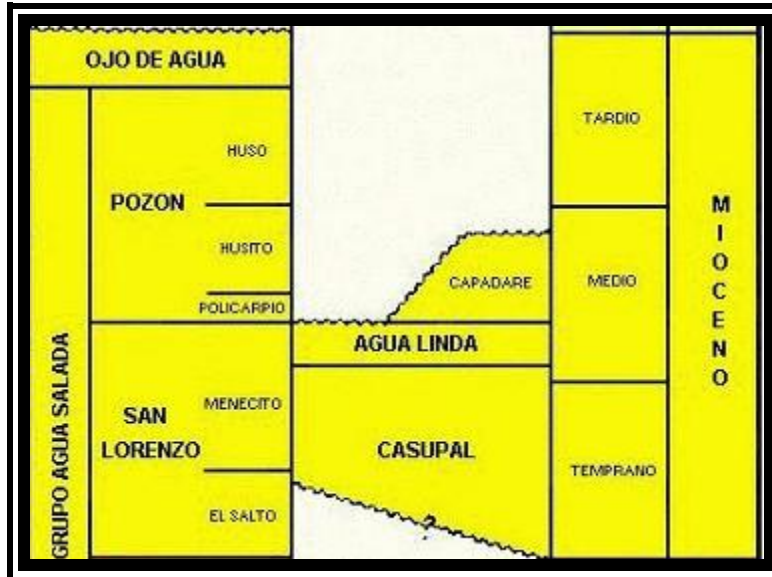 OJO DE AGUA
GRUPO AGUA SALADA
POZON
HUSO
HUSITO
POLICARPIO
SAN
LORENZO
MENECITO
EL SALTO
CAPADARE
AGUA LINDA
CASUPAL
?
TARDIO
MEDIO
TEMPRANO
MIOCENO